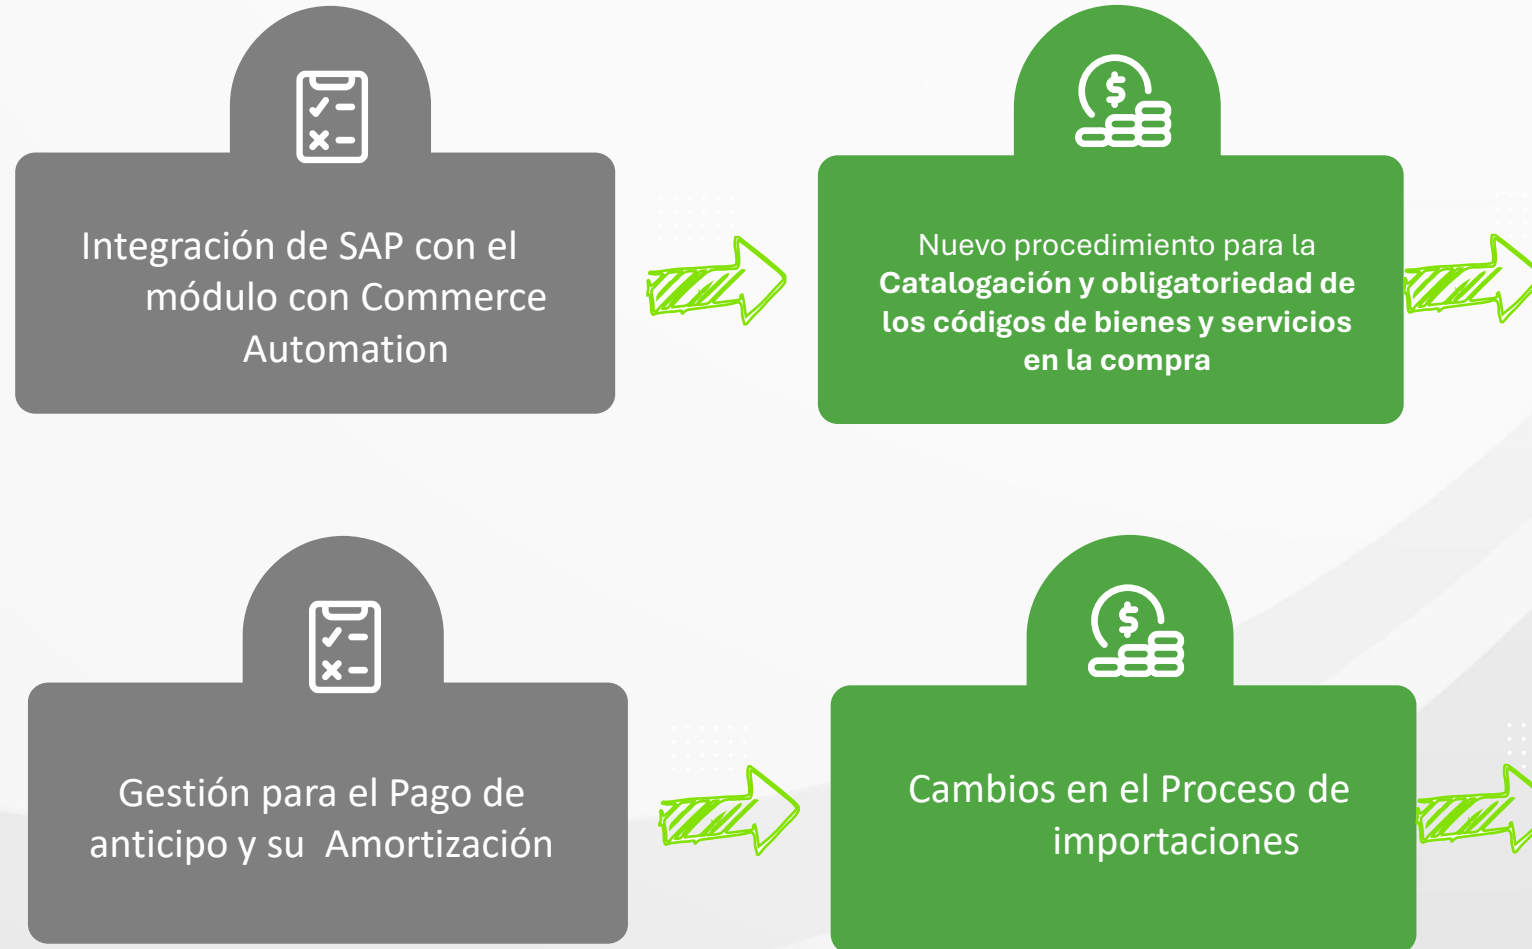 Integración de SAP con el
módulo con Commerce
Automation
Nuevo procedimiento para la
Catalogación y obligatoriedad de
los códigos de bienes y servicios
en la compra
Gestión para el Pago de
anticipo y su  Amortización
Cambios en el Proceso de
importaciones